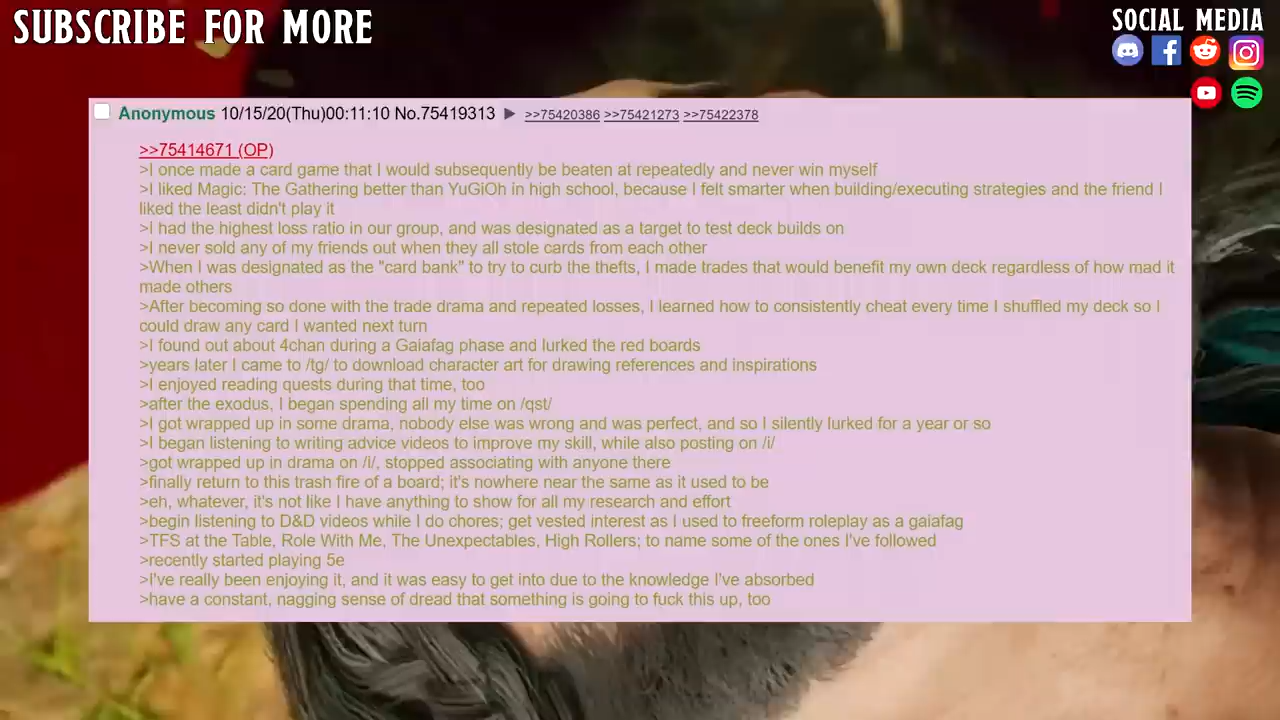 SUBSCRIBE FOR MORE
SOCIAL MEDIA
Anonymous 10/15/20(Thu)00:11:10 No.75419313 ▶ >>75420386 >>75421273 >>75422378
>>75414671 (OP)
>I once made a card game that I would subsequently be beaten at repeatedly and never win myself
>I liked Magic: The Gathering better than YuGiOh in high school, because I felt smarter when building/executing strategies and the friend I
liked the least didn't play it
>I had the highest loss ratio in our group, and was designated as a target to test deck builds on
>I never sold any of my friends out when they all stole cards from each other
>When I was designated as the "card bank" to try to curb the thefts, I made trades that would benefit my own deck regardless of how mad it
made others
>After becoming so done with the trade drama and repeated losses, I learned how to consistently cheat every time I shuffled my deck so I
could draw any card I wanted next turn
>I found out about 4chan during a Gaiafag phase and lurked the red boards
>years later I came to /tg/ to download character art for drawing references and inspirations
>I enjoyed reading quests during that time, too
>after the exodus, I began spending all my time on /qst/
>I got wrapped up in some drama, nobody else was wrong and was perfect, and so I silently lurked for a year or so
>I began listening to writing advice videos to improve my skill, while also posting on /i/
>got wrapped up in drama on /i/, stopped associating with anyone there
>finally return to this trash fire of a board; it's nowhere near the same as it used to be
>eh, whatever, it's not like I have anything to show for all my research and effort
>begin listening to D&D videos while I do chores; get vested interest as I used to freeform roleplay as a gaiafag
>TFS at the Table, Role With Me, The Unexpectables, High Rollers; to name some of the ones I've followed
>recently started playing 5e
>I've really been enjoying it, and it was easy to get into due to the knowledge I've absorbed
>have a constant, nagging sense of dread that something is going to fuck this up, too